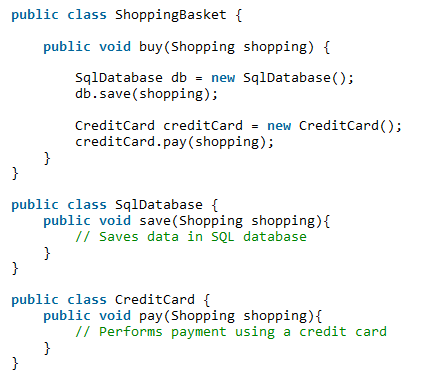 public class ShoppingBasket {
public void buy(Shopping shopping) {
SqlDatabase db = new SqlDatabase();
db.save(shopping);
CreditCard creditCard = new CreditCard();
creditCard.pay(shopping);
}
}
public class SqlDatabase {
public void save(Shopping shopping){
// Saves data in SQL database
}
}
public class CreditCard {
public void pay(Shopping shopping){
// Performs payment using a credit card
}
}